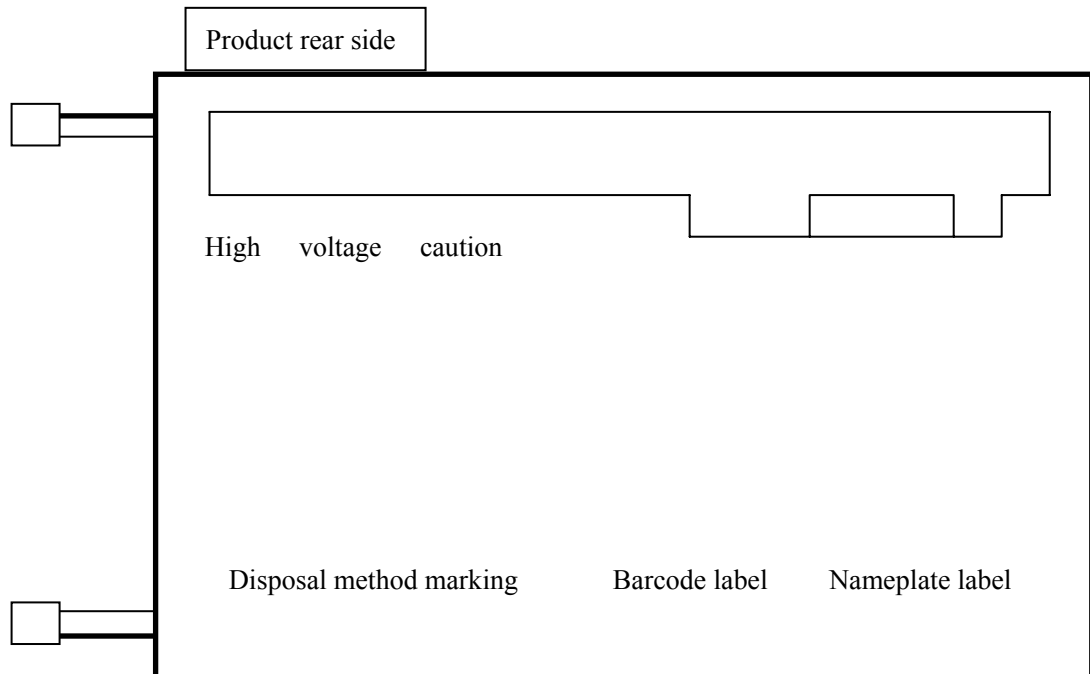 Product rear side
High voltage caution
Disposal method marking Barcode label Nameplate label